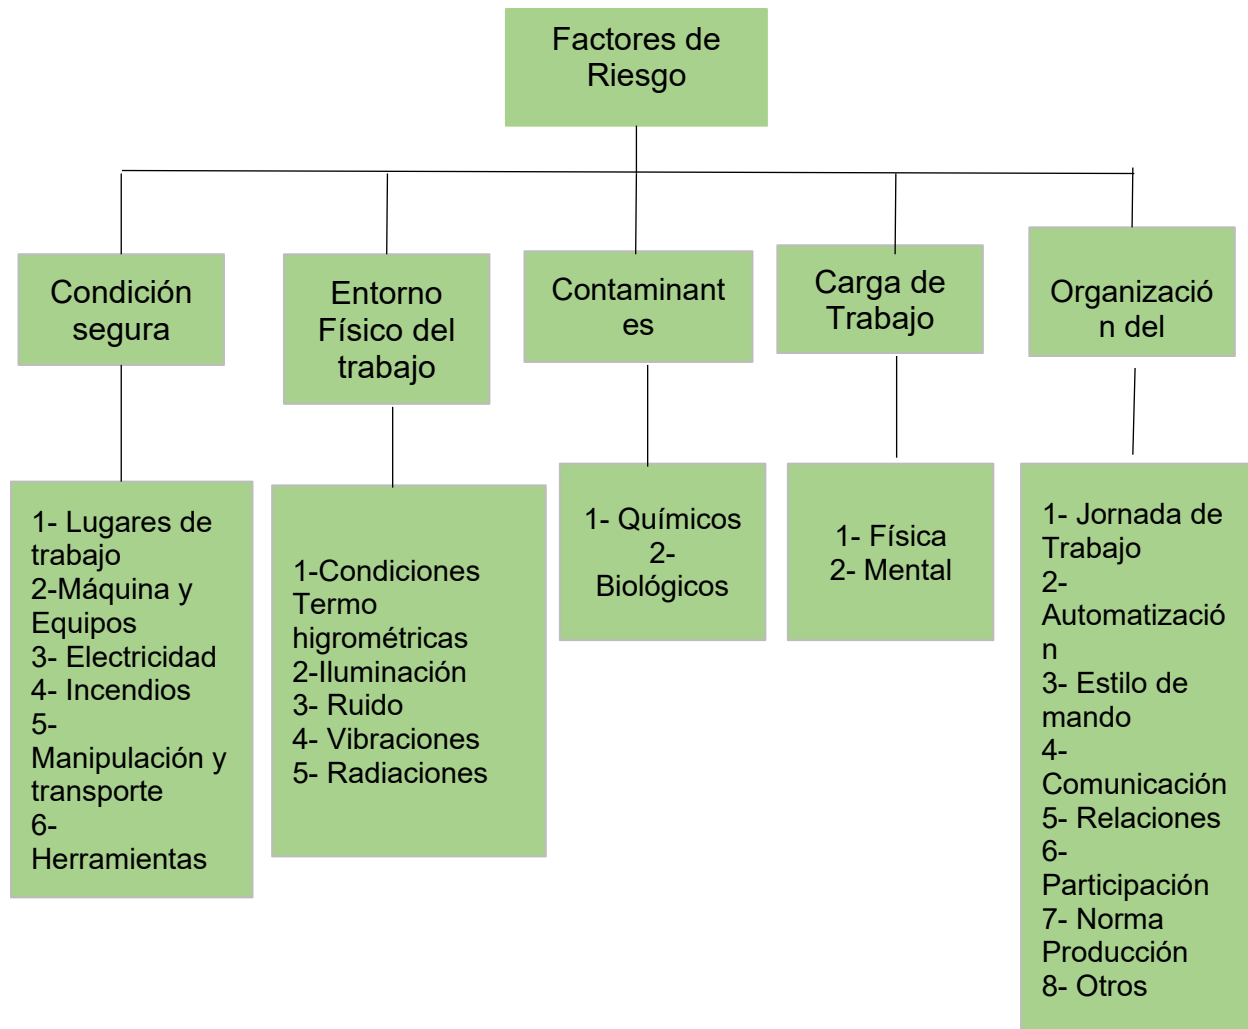 Factores de
Riesgo
Condición
segura
Entorno
Físico del
trabajo
Contaminant
es
Carga de
Trabajo
Organizació
n del
1- Lugares de
trabajo
2-Máquina y
Equipos
3- Electricidad
4- Incendios
5-
Manipulación y
transporte
6-
Herramientas
1-Condiciones
Termo
higrométricas
2-Iluminación
3- Ruido
4- Vibraciones
5- Radiaciones
1- Químicos
2-
Biológicos
1- Física
2- Mental
1- Jornada de
Trabajo
2-
Automatizació
n
3- Estilo de
mando
4-
Comunicación
5- Relaciones
6-
Participación
7- Norma
Producción
8- Otros